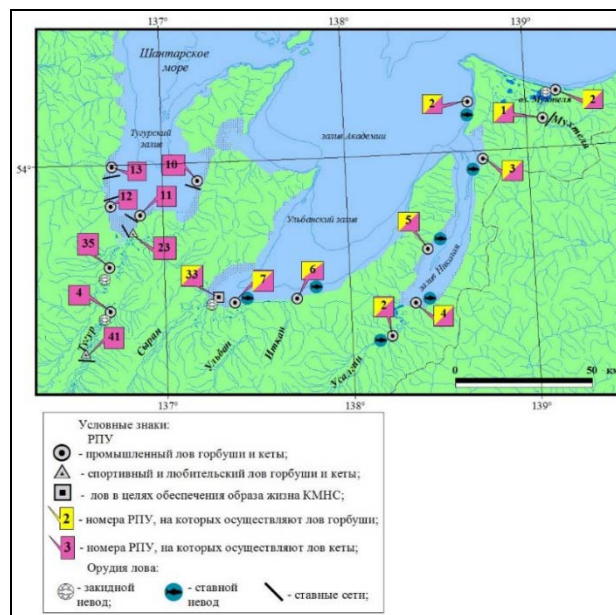 137°
138°
139°
Шантарское
море
оз. Мухтеля
2
2
1
Мухтеля
Тугурский
залив
залив Академии
10
54°
13
3
12
11
Ульбанский залив
5
23
35
залив Николая
33
7
6
4
4
2
41
Тугур
Сыран
Ульбан
Иткан
Усалгин
0
50
км
137°
138°
139°
Условные знаки:
РПУ
- промышленный лов горбуши и кеты;
- спортивный и любительский лов горбуши и кеты;
- лов в целях обеспечения образа жизна КМНС;
2 - номера РПУ, на которых осуществляют лов горбуши;
3 - номера РПУ, на которых осуществляют лов кеты;
Орудия лова:
- закидной невод;
- ставной невод
- ставные сети;